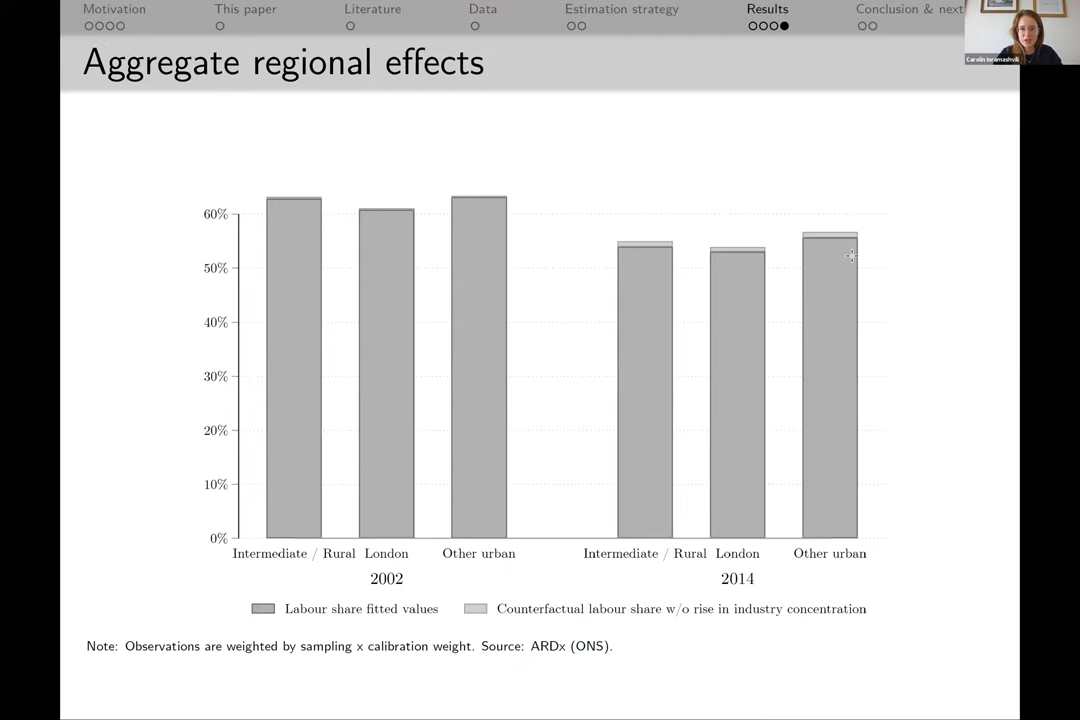 Motivation This paper Literature Data Estimation strategy Results Conclusion & next
Carolin Ioramashvili
Aggregate regional effects
60%
50%
40%
30%
20%
10%
0%
Intermediate / Rural London Other urban Intermediate / Rural London Other urban
2002 2014
Labour share fitted values Counterfactual labour share w/o rise in industry concentration
Note: Observations are weighted by sampling x calibration weight. Source: ARDx (ONS).